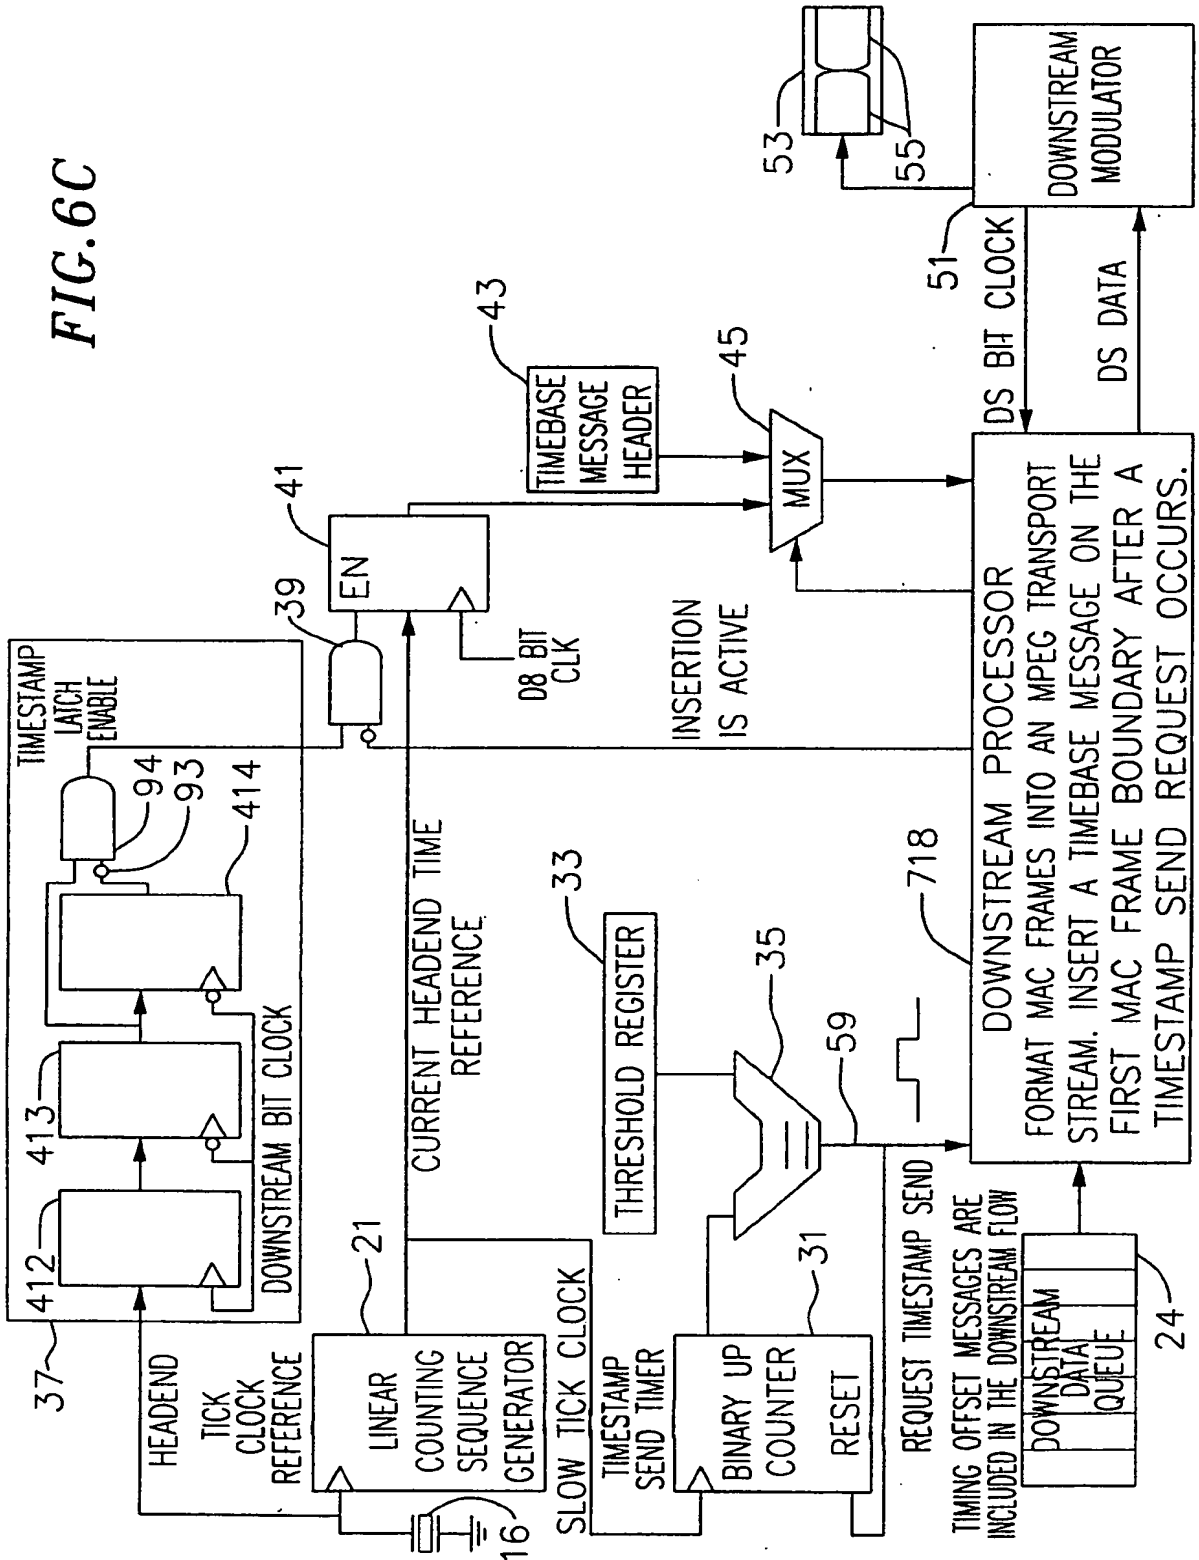 FIG.6C
37
412
413
414
93
94
TIMESTAMP
LATCH
ENABLE
DOWNSTREAM BIT CLOCK
HEADEND
TICK
CLOCK
REFERENCE
16
21
LINEAR
COUNTING
SEQUENCE
GENERATOR
CURRENT HEADEND TIME
REFERENCE
39
41
EN
D8 BIT
CLK
43
TIMEBASE
MESSAGE
HEADER
45
MUX
INSERTION
IS ACTIVE
SLOW TICK CLOCK
TIMESTAMP
SEND TIMER
31
BINARY UP
COUNTER
RESET
33
THRESHOLD REGISTER
35
59
REQUEST TIMESTAMP SEND
TIMING OFFSET MESSAGES ARE
INCLUDED IN THE DOWNSTREAM FLOW
DOWNSTREAM
DATA
QUEUE
24
718
DOWNSTREAM PROCESSOR
FORMAT MAC FRAMES INTO AN MPEG TRANSPORT
STREAM. INSERT A TIMEBASE MESSAGE ON THE
FIRST MAC FRAME BOUNDARY AFTER A
TIMESTAMP SEND REQUEST OCCURS.
DS BIT CLOCK
DS DATA
51
DOWNSTREAM
MODULATOR
53
55